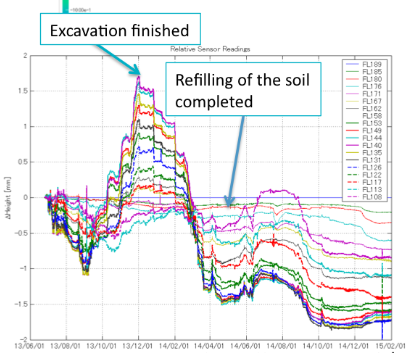 Excavation finished
Relative Sensor Readings
Refilling of the soil
completed
FL189
FL185
FL180
FL176
FL171
FL167
FL162
FL158
FL153
FL149
FL144
FL140
FL135
FL131
FL126
FL122
FL117
FL113
FL108
2
1.5
1
0.5
0
−0.5
−1
−1.5
−2
ΔHeight [mm]
13/06/01 13/08/01 13/10/01 13/12/01 14/02/01 14/04/01 14/06/01 14/08/01 14/10/01 14/12/01 15/02/01